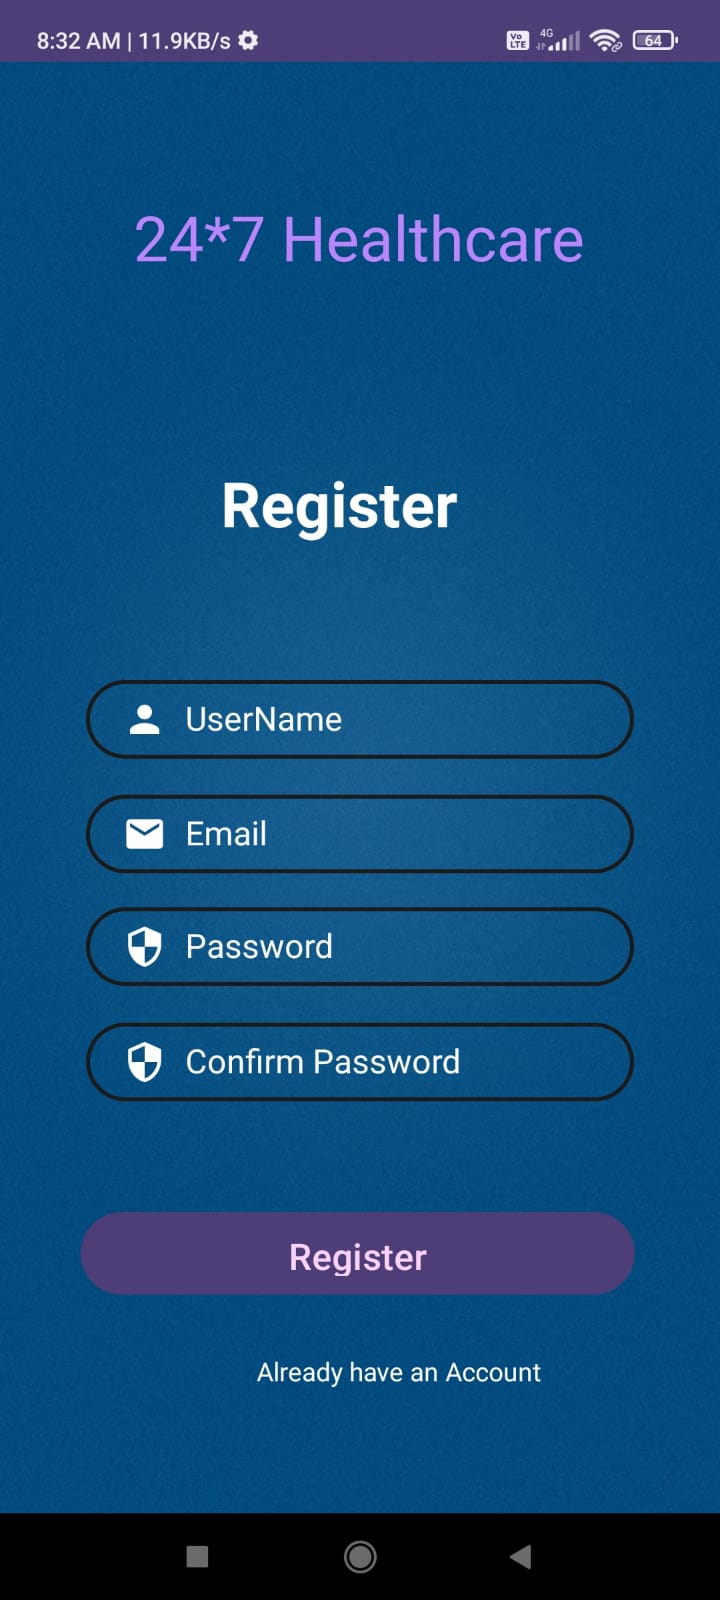 8:32 AM | 11.9KB/s
Vo LTE 4G 64
24*7 Healthcare
Register
UserName
Email
Password
Confirm Password
Register
Already have an Account